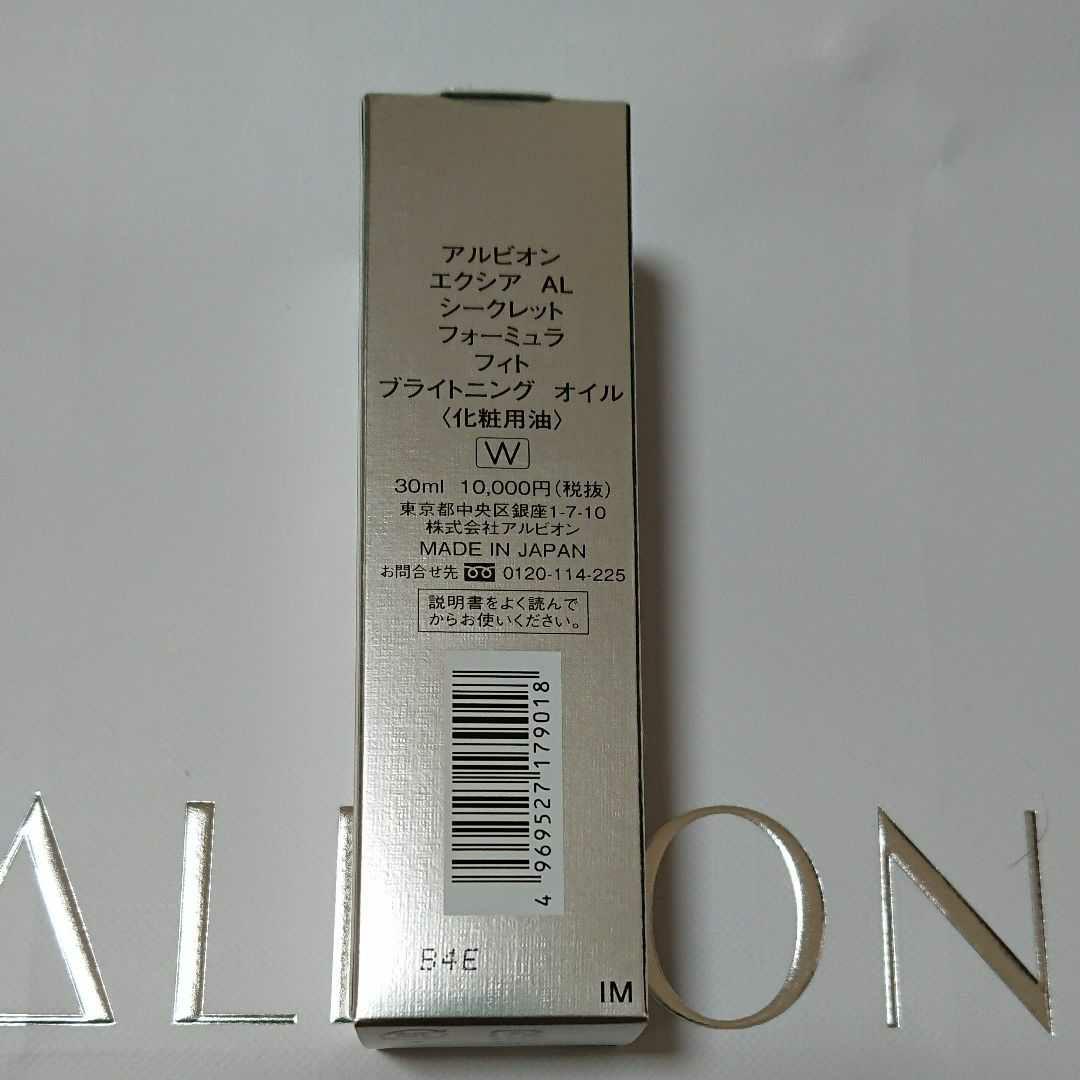 アルビオン
エクシア AL
シークレット
フォーミュラ
フィト
ブライトニング オイル
〈化粧用油〉
W
30ml 10,000円(税抜)
東京都中央区銀座1-7-10
株式会社アルビオン
MADE IN JAPAN
お問合せ先 0120-114-225
説明書をよく読んで
からお使いください。
4 969527 179018
B4E
IM